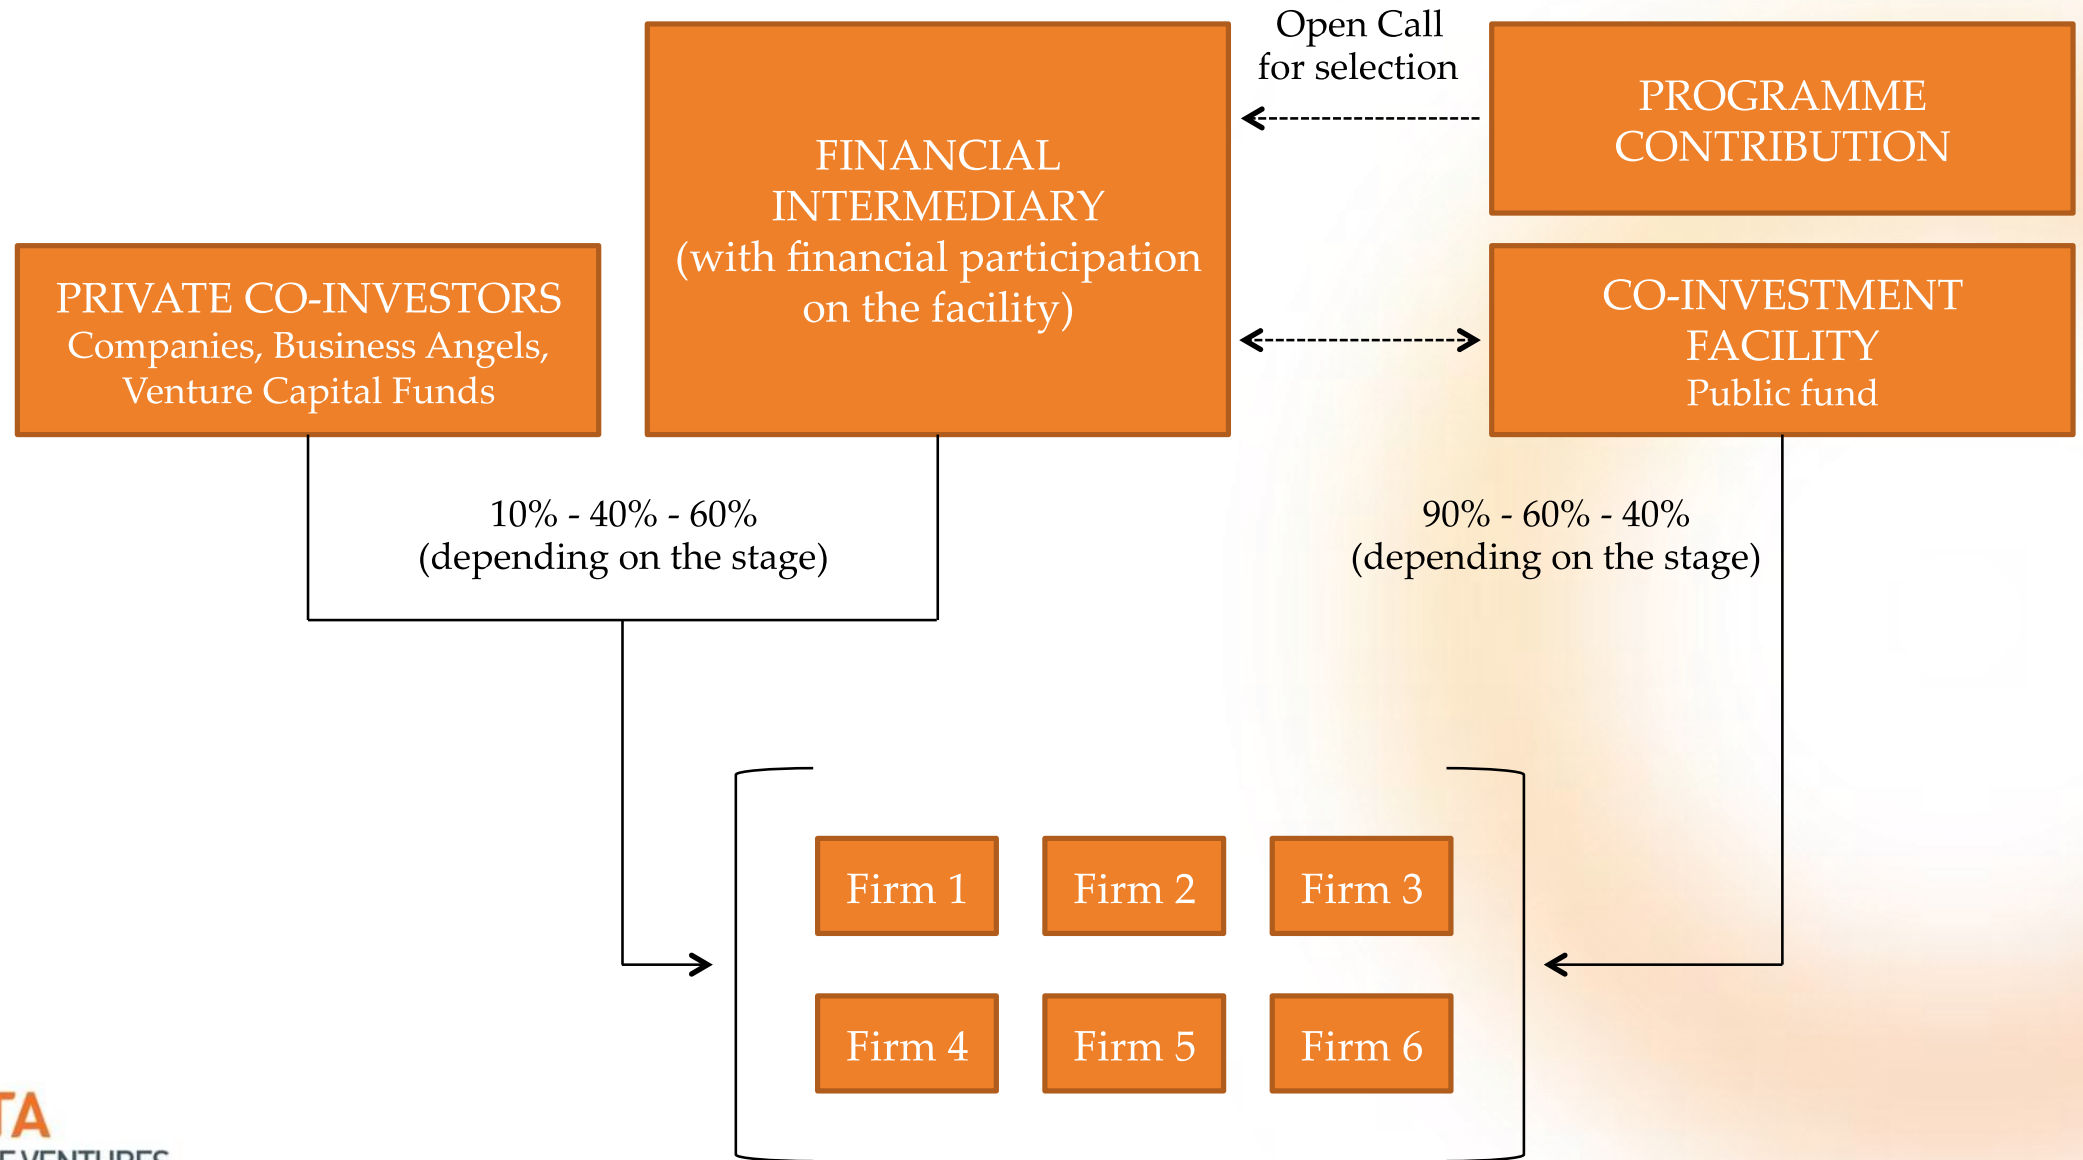 Open Call
for selection
PROGRAMME
CONTRIBUTION
FINANCIAL
INTERMEDIARY
(with financial participation
on the facility)
PRIVATE CO-INVESTORS
Companies, Business Angels,
Venture Capital Funds
CO-INVESTMENT
FACILITY
Public fund
10% - 40% - 60%
(depending on the stage)
90% - 60% - 40%
(depending on the stage)
Firm 1
Firm 2
Firm 3
Firm 4
Firm 5
Firm 6
TA
VENTURES